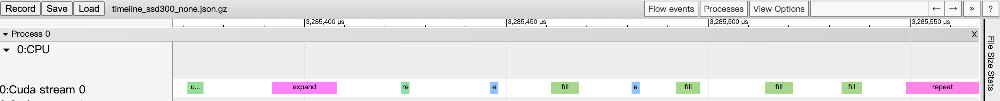 Record Save Load timeline_ssd300_none.json.gz Flow events Processes View Options ← → » ?
3,285,400 µs 3,285,450 µs 3,285,500 µs 3,285,550 µs
Process 0 X
0:CPU
0:Cuda stream 0 u... expand re e fill e fill fill fill repeat
File Size Stats